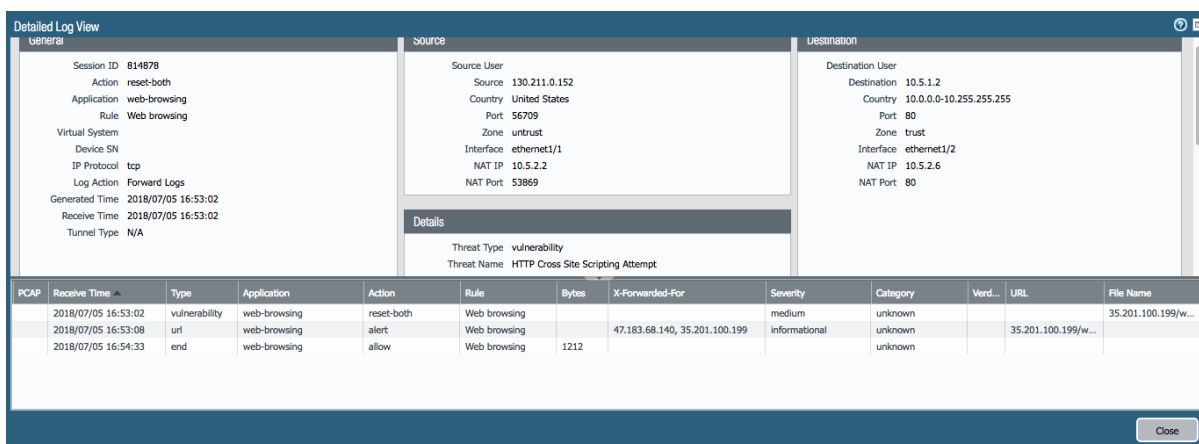 Detailed Log View
General
Session ID 814878
Action reset-both
Application web-browsing
Rule Web browsing
Virtual System
Device SN
IP Protocol tcp
Log Action Forward Logs
Generated Time 2018/07/05 16:53:02
Receive Time 2018/07/05 16:53:02
Tunnel Type N/A
Source
Source User
Source 130.211.0.152
Country United States
Port 56709
Zone untrust
Interface ethernet1/1
NAT IP 10.5.2.2
NAT Port 53869
Details
Threat Type vulnerability
Threat Name HTTP Cross Site Scripting Attempt
Destination
Destination User
Destination 10.5.1.2
Country 10.0.0.0-10.255.255.255
Port 80
Zone trust
Interface ethernet1/2
NAT IP 10.5.2.6
NAT Port 80
PCAP Receive Time Type Application Action Rule Bytes X-Forwarded-For Severity Category Verd... URL File Name
2018/07/05 16:53:02 vulnerability web-browsing reset-both Web browsing medium unknown 35.201.100.199/w...
2018/07/05 16:53:08 url web-browsing alert Web browsing 47.183.68.140, 35.201.100.199 informational unknown 35.201.100.199/w...
2018/07/05 16:54:33 end web-browsing allow Web browsing 1212 unknown
Close